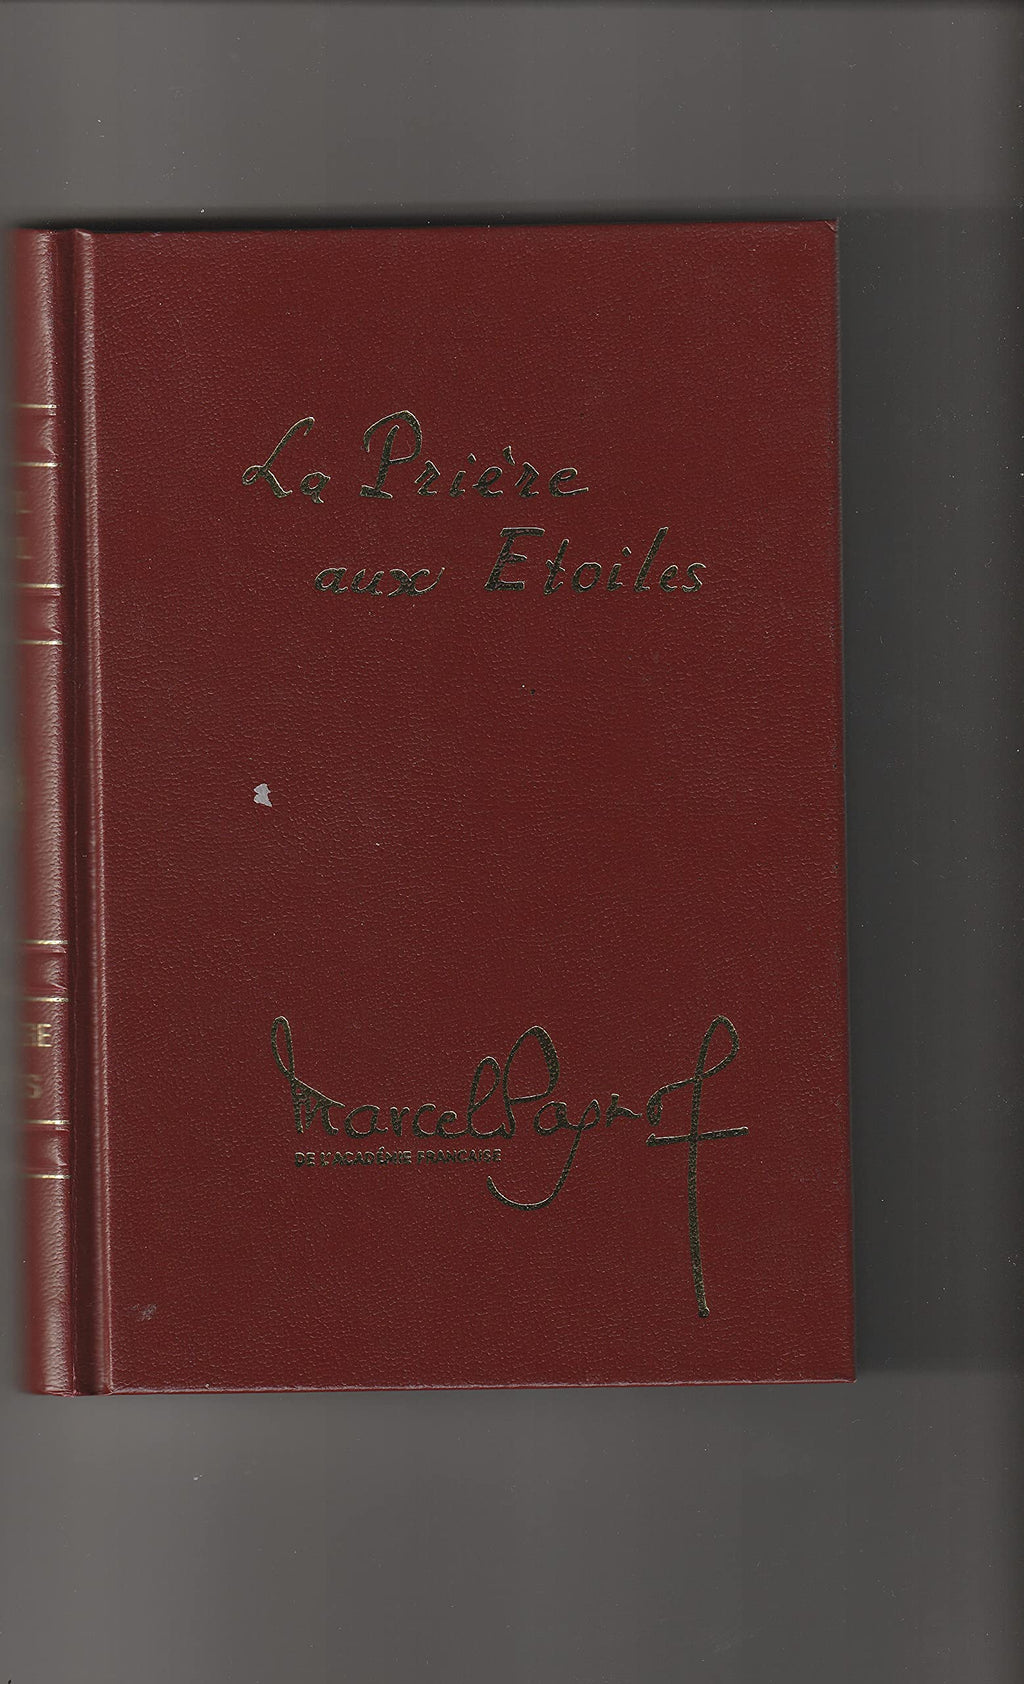 La Prière
aux Etoiles
Marcel Pagnol
DE L'ACADÉMIE FRANÇAISE